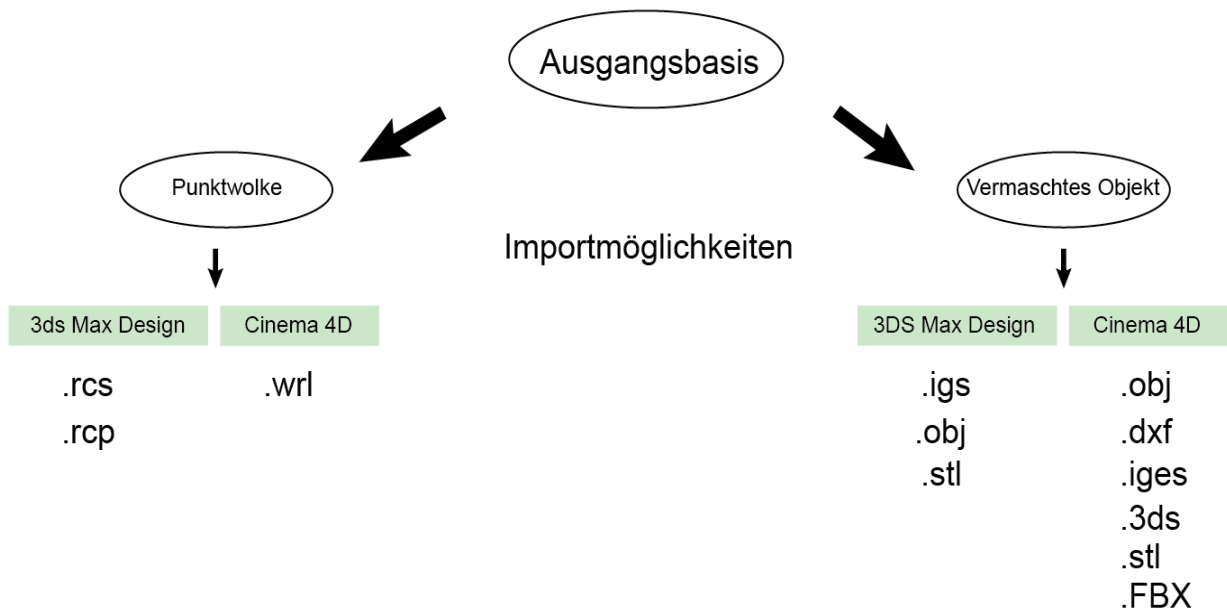 Ausgangsbasis
Punktwolke
Vermaschtes Objekt
Importmöglichkeiten
3ds Max Design
Cinema 4D
.rcs
.rcp
.wrl
3DS Max Design
Cinema 4D
.igs
.obj
.stl
.obj
.dxf
.iges
.3ds
.stl
.FBX